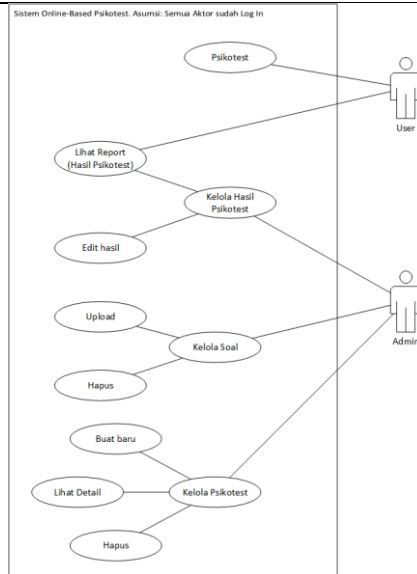 Sistem Online-Based Psikotest. Asumsi: Semua Aktor sudah Log In
Psikotest
User
Lihat Report
(Hasil Psikotest)
Kelola Hasil
Psikotest
Edit hasil
Upload
Admin
Kelola Soal
Hapus
Buat baru
Lihat Detail
Kelola Psikotest
Hapus